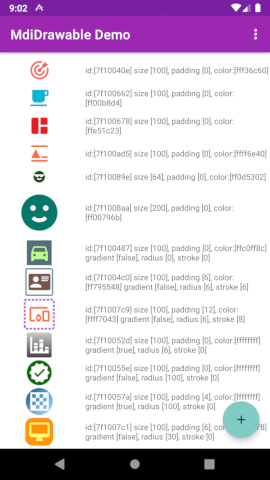 9:02
MdiDrawable Demo
id:[7f10040e] size [100], padding [0], color:[fff36c60]
id:[7f100662] size [100], padding [0], color:
[ff00b8d4]
id:[7f100678] size [100], padding [0], color:
[ffe51c23]
id:[7f100ad5] size [100], padding [0], color:[ffff6e40]
id:[7f10089e] size [64], padding [0], color:[ff0d5302]
id:[7f1008aa] size [200], padding [0], color:
[ff00796b]
id:[7f100487] size [100], padding [0], color:[ffc0ff8c]
gradient [false], radius [0], stroke [0]
id:[7f1004c0] size [100], padding [6], color:
[ff795548] gradient [false], radius [6], stroke [6]
id:[7f1007c9] size [100], padding [12], color:
[ffff7043] gradient [false], radius [6], stroke [8]
id:[7f10052d] size [100], padding [0], color:[ffffffff]
gradient [true], radius [6], stroke [0]
id:[7f10055e] size [100], padding [0], color:[ffffffff]
gradient [false], radius [100], stroke [0]
id:[7f10057a] size [100], padding [4], color:[ffffffff]
gradient [true], radius [100], stroke [0]
id:[7f1007c1] size [100], padding [6], 78]
gradient [false], radius [30], stroke [0]